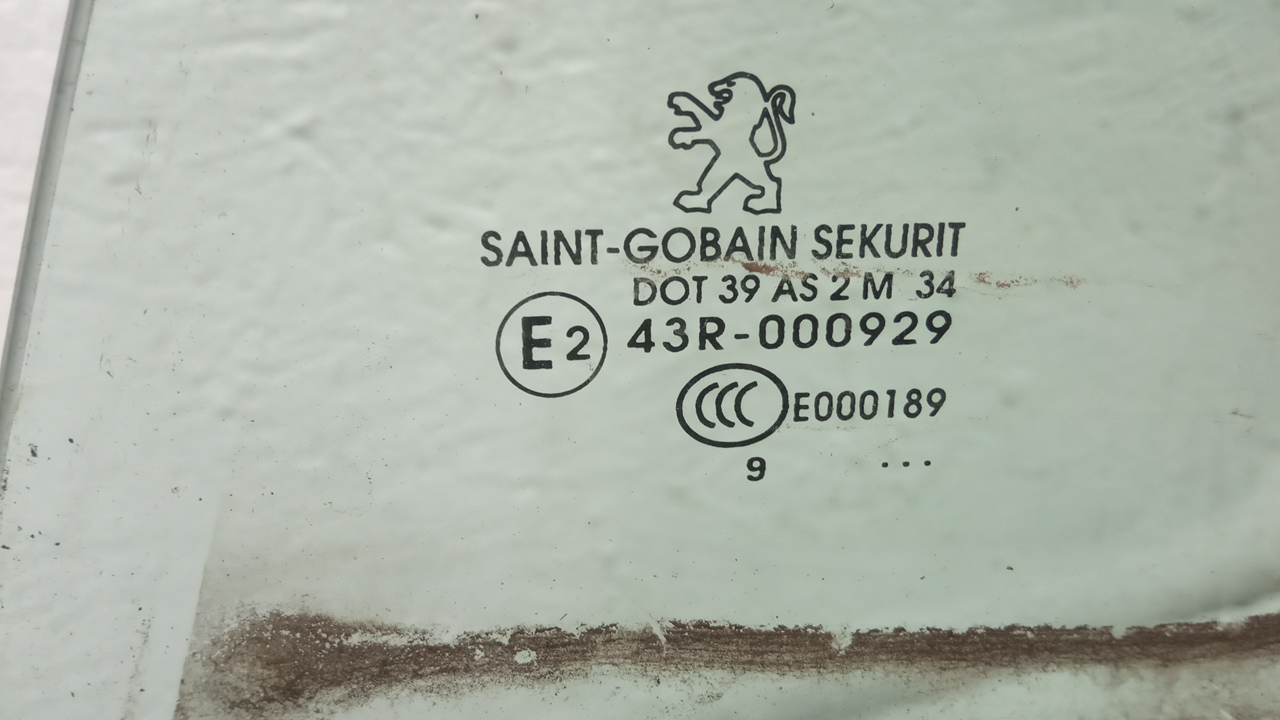 SAINT-GOBAIN SEKURIT
DOT 39 AS 2 M 34
E2 43R-000929
CCC E000189
9 ...